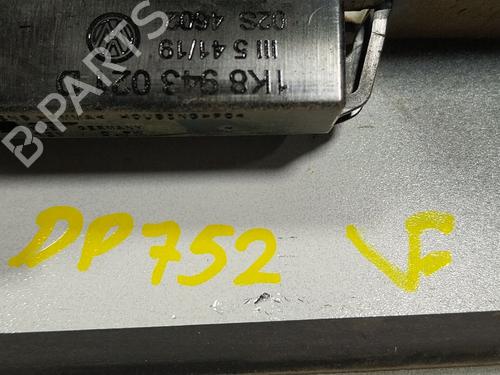 02S 4602
III 5 41/19
1K8 943 021 D
B-PARTS
DP752 VF